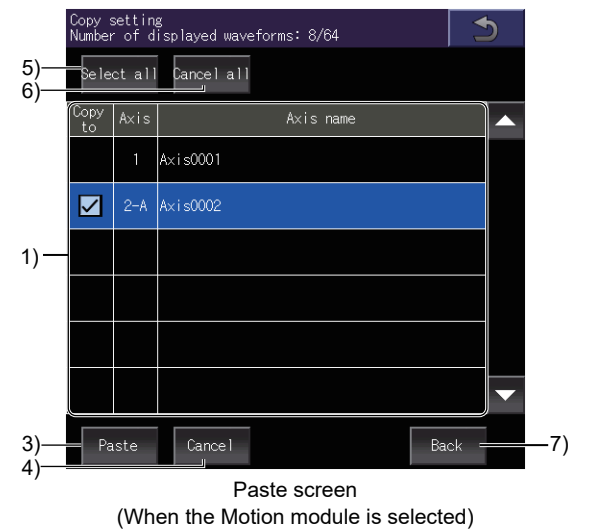 Copy setting
Number of displayed waveforms: 8/64
5)
6)
Select all Cancel all
Copy to Axis Axis name
1 Axis0001
2-A Axis0002
1)
3)
4)
Paste Cancel Back
7)
Paste screen
(When the Motion module is selected)